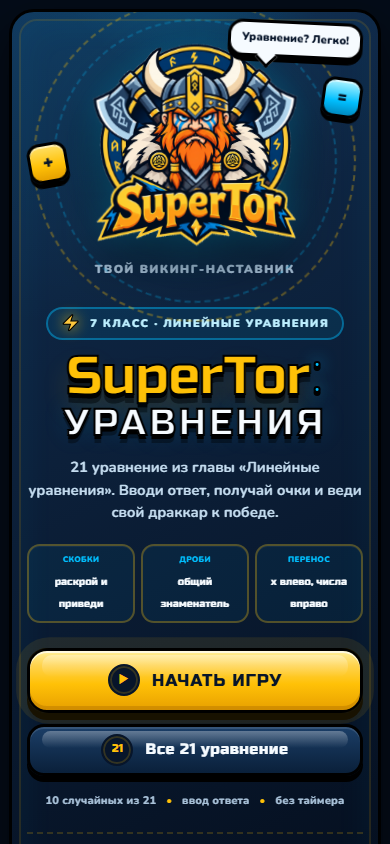 Уравнение? Легко!
=
+
SuperTor
ТВОЙ ВИКИНГ-НАСТАВНИК
7 КЛАСС · ЛИНЕЙНЫЕ УРАВНЕНИЯ
SuperTor:
УРАВНЕНИЯ
21 уравнение из главы «Линейные
уравнения». Вводи ответ, получай очки и веди
свой драккар к победе.
СКОБКИ
раскрой и
приведи
ДРОБИ
общий
знаменатель
ПЕРЕНОС
x влево, числа
вправо
НАЧАТЬ ИГРУ
21 Все 21 уравнение
10 случайных из 21 • ввод ответа • без таймера